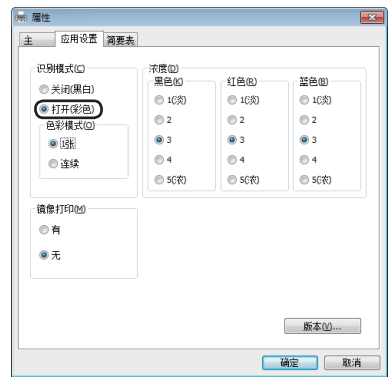 属性
主 应用设置 简要表
识别模式(C)
关闭(黑白)
打开(彩色)
色彩模式(O)
1张
连续
浓度(D)
黑色(K)
1(淡)
2
3
4
5(农)
红色(R)
1(淡)
2
3
4
5(农)
蓝色(B)
1(淡)
2
3
4
5(农)
镜像打印(M)
有
无
版本(V)...
确定 取消